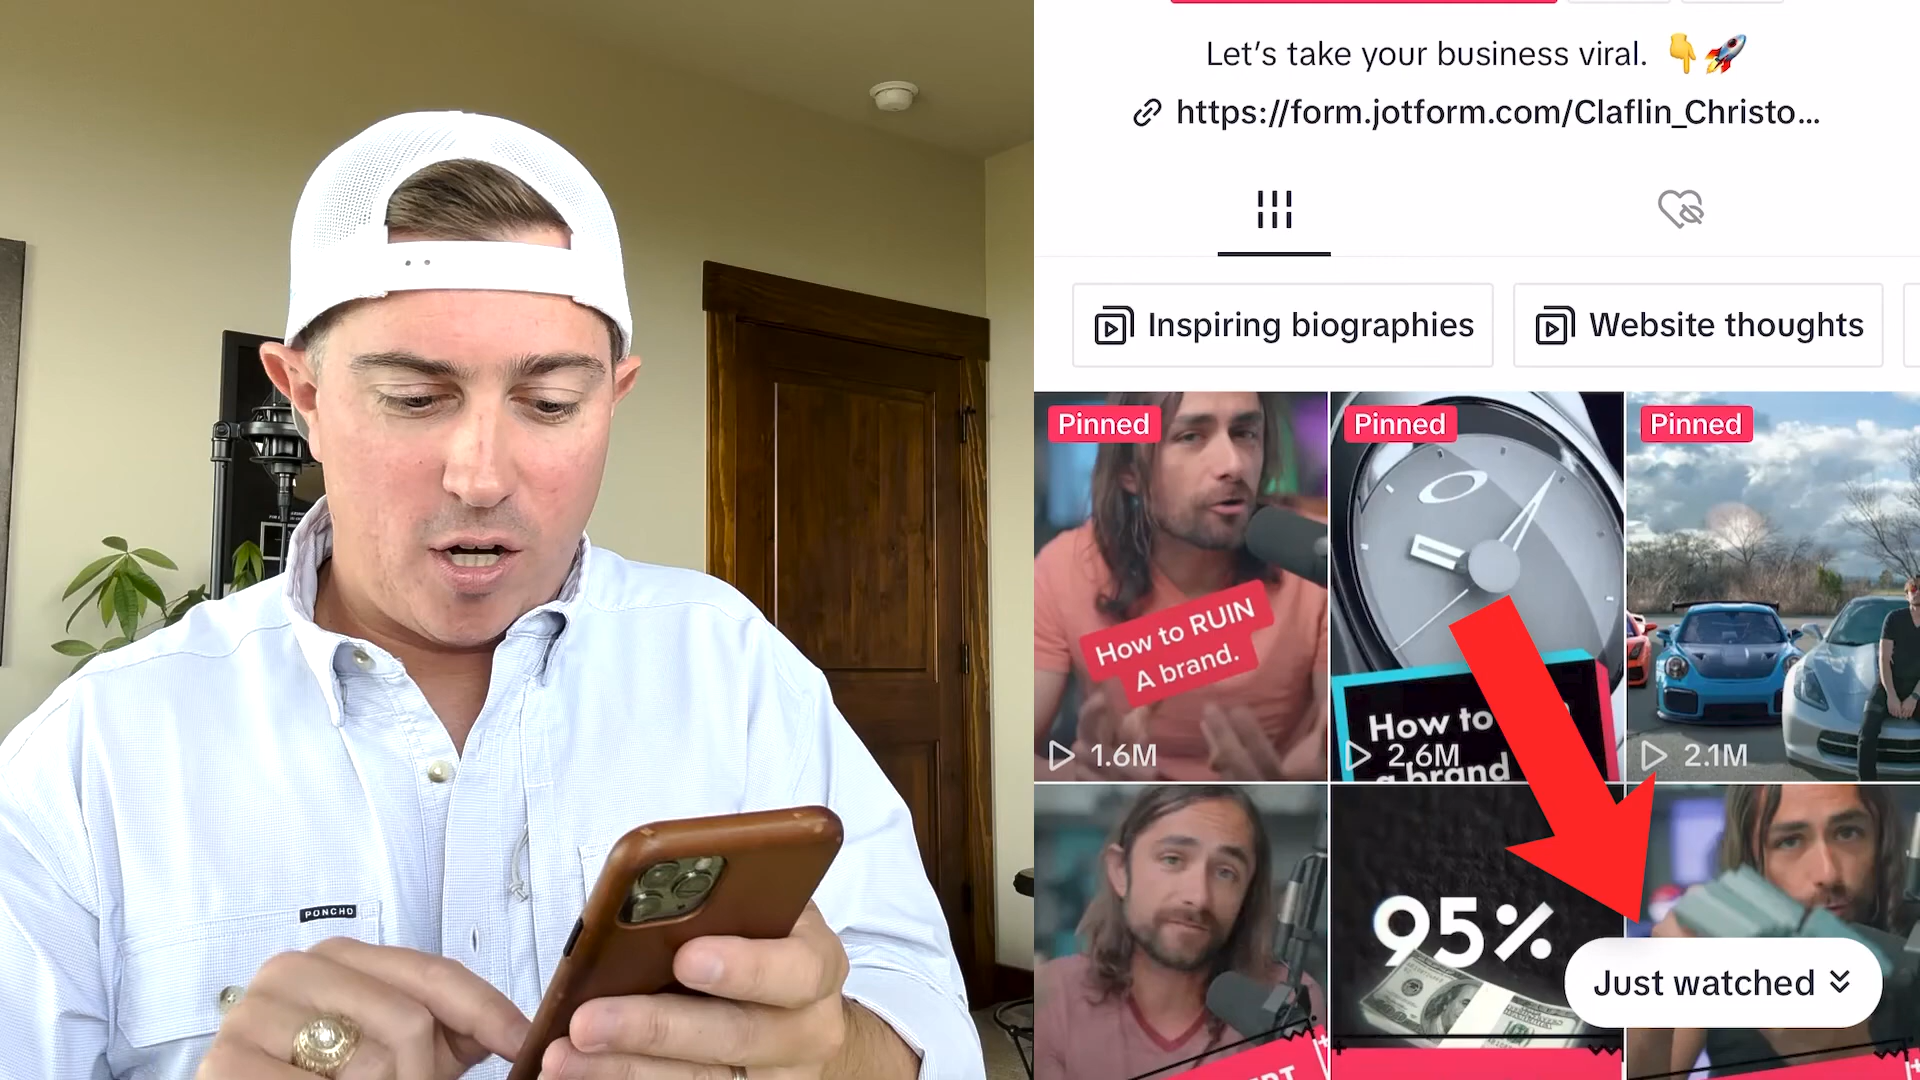 Let’s take your business viral. 👇🚀
https://form.jotform.com/Claflin_Christo...
Inspiring biographies
Website thoughts
Pinned
Pinned
Pinned
How to RUIN
A brand.
How to
a brand
1.6M
2.6M
2.1M
95%
Just watched
PONCHO